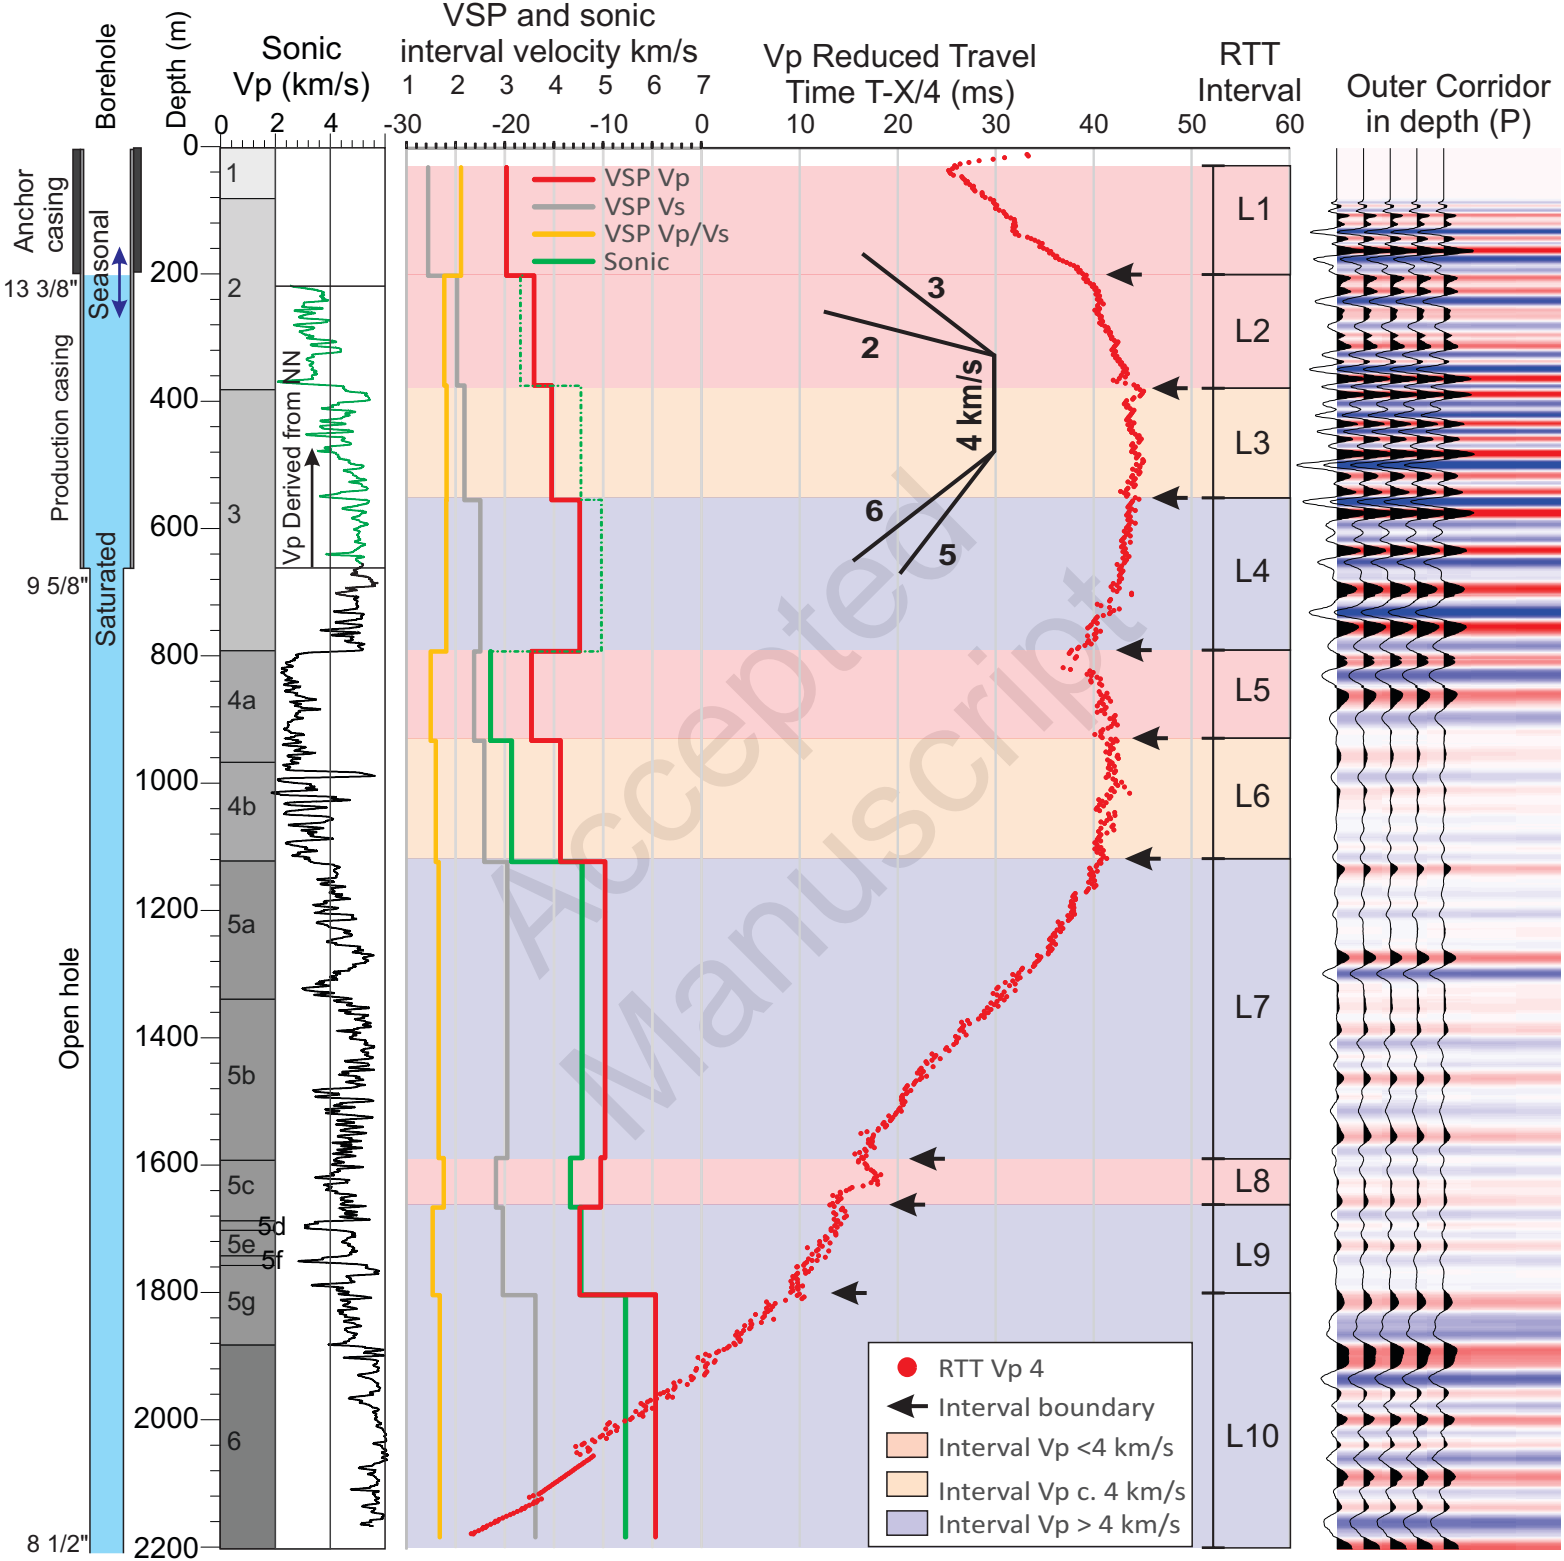 Borehole
Depth (m)
Sonic
Vp (km/s)
0 2 4
VSP and sonic
interval velocity km/s
1 2 3 4 5 6 7
Vp Reduced Travel
Time T-X/4 (ms)
-30 -20 -10 0 10 20 30 40 50 60
RTT
Interval
Outer Corridor
in depth (P)
0
200
400
600
800
1000
1200
1400
1600
1800
2000
2200
Anchor
casing
Seasonal
13 3/8"
Production casing
9 5/8"
Saturated
Open hole
8 1/2"
1
2
3
4a
4b
5a
5b
5c
5d
5e
5f
5g
6
Vp Derived from NN
VSP Vp
VSP Vs
VSP Vp/Vs
Sonic
3
2
4 km/s
6
5
L1
L2
L3
L4
L5
L6
L7
L8
L9
L10
Accepted
Manuscript
RTT Vp 4
Interval boundary
Interval Vp <4 km/s
Interval Vp c. 4 km/s
Interval Vp > 4 km/s